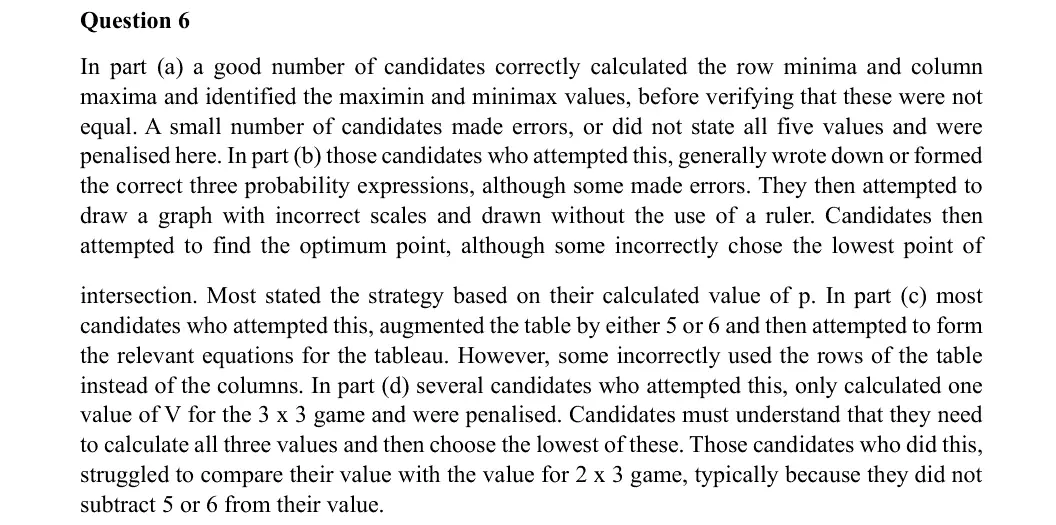 Question 6
In part (a) a good number of candidates correctly calculated the row minima and column
maxima and identified the maximin and minimax values, before verifying that these were not
equal. A small number of candidates made errors, or did not state all five values and were
penalised here. In part (b) those candidates who attempted this, generally wrote down or formed
the correct three probability expressions, although some made errors. They then attempted to
draw a graph with incorrect scales and drawn without the use of a ruler. Candidates then
attempted to find the optimum point, although some incorrectly chose the lowest point of
intersection. Most stated the strategy based on their calculated value of p. In part (c) most
candidates who attempted this, augmented the table by either 5 or 6 and then attempted to form
the relevant equations for the tableau. However, some incorrectly used the rows of the table
instead of the columns. In part (d) several candidates who attempted this, only calculated one
value of V for the 3 x 3 game and were penalised. Candidates must understand that they need
to calculate all three values and then choose the lowest of these. Those candidates who did this,
struggled to compare their value with the value for 2 x 3 game, typically because they did not
subtract 5 or 6 from their value.